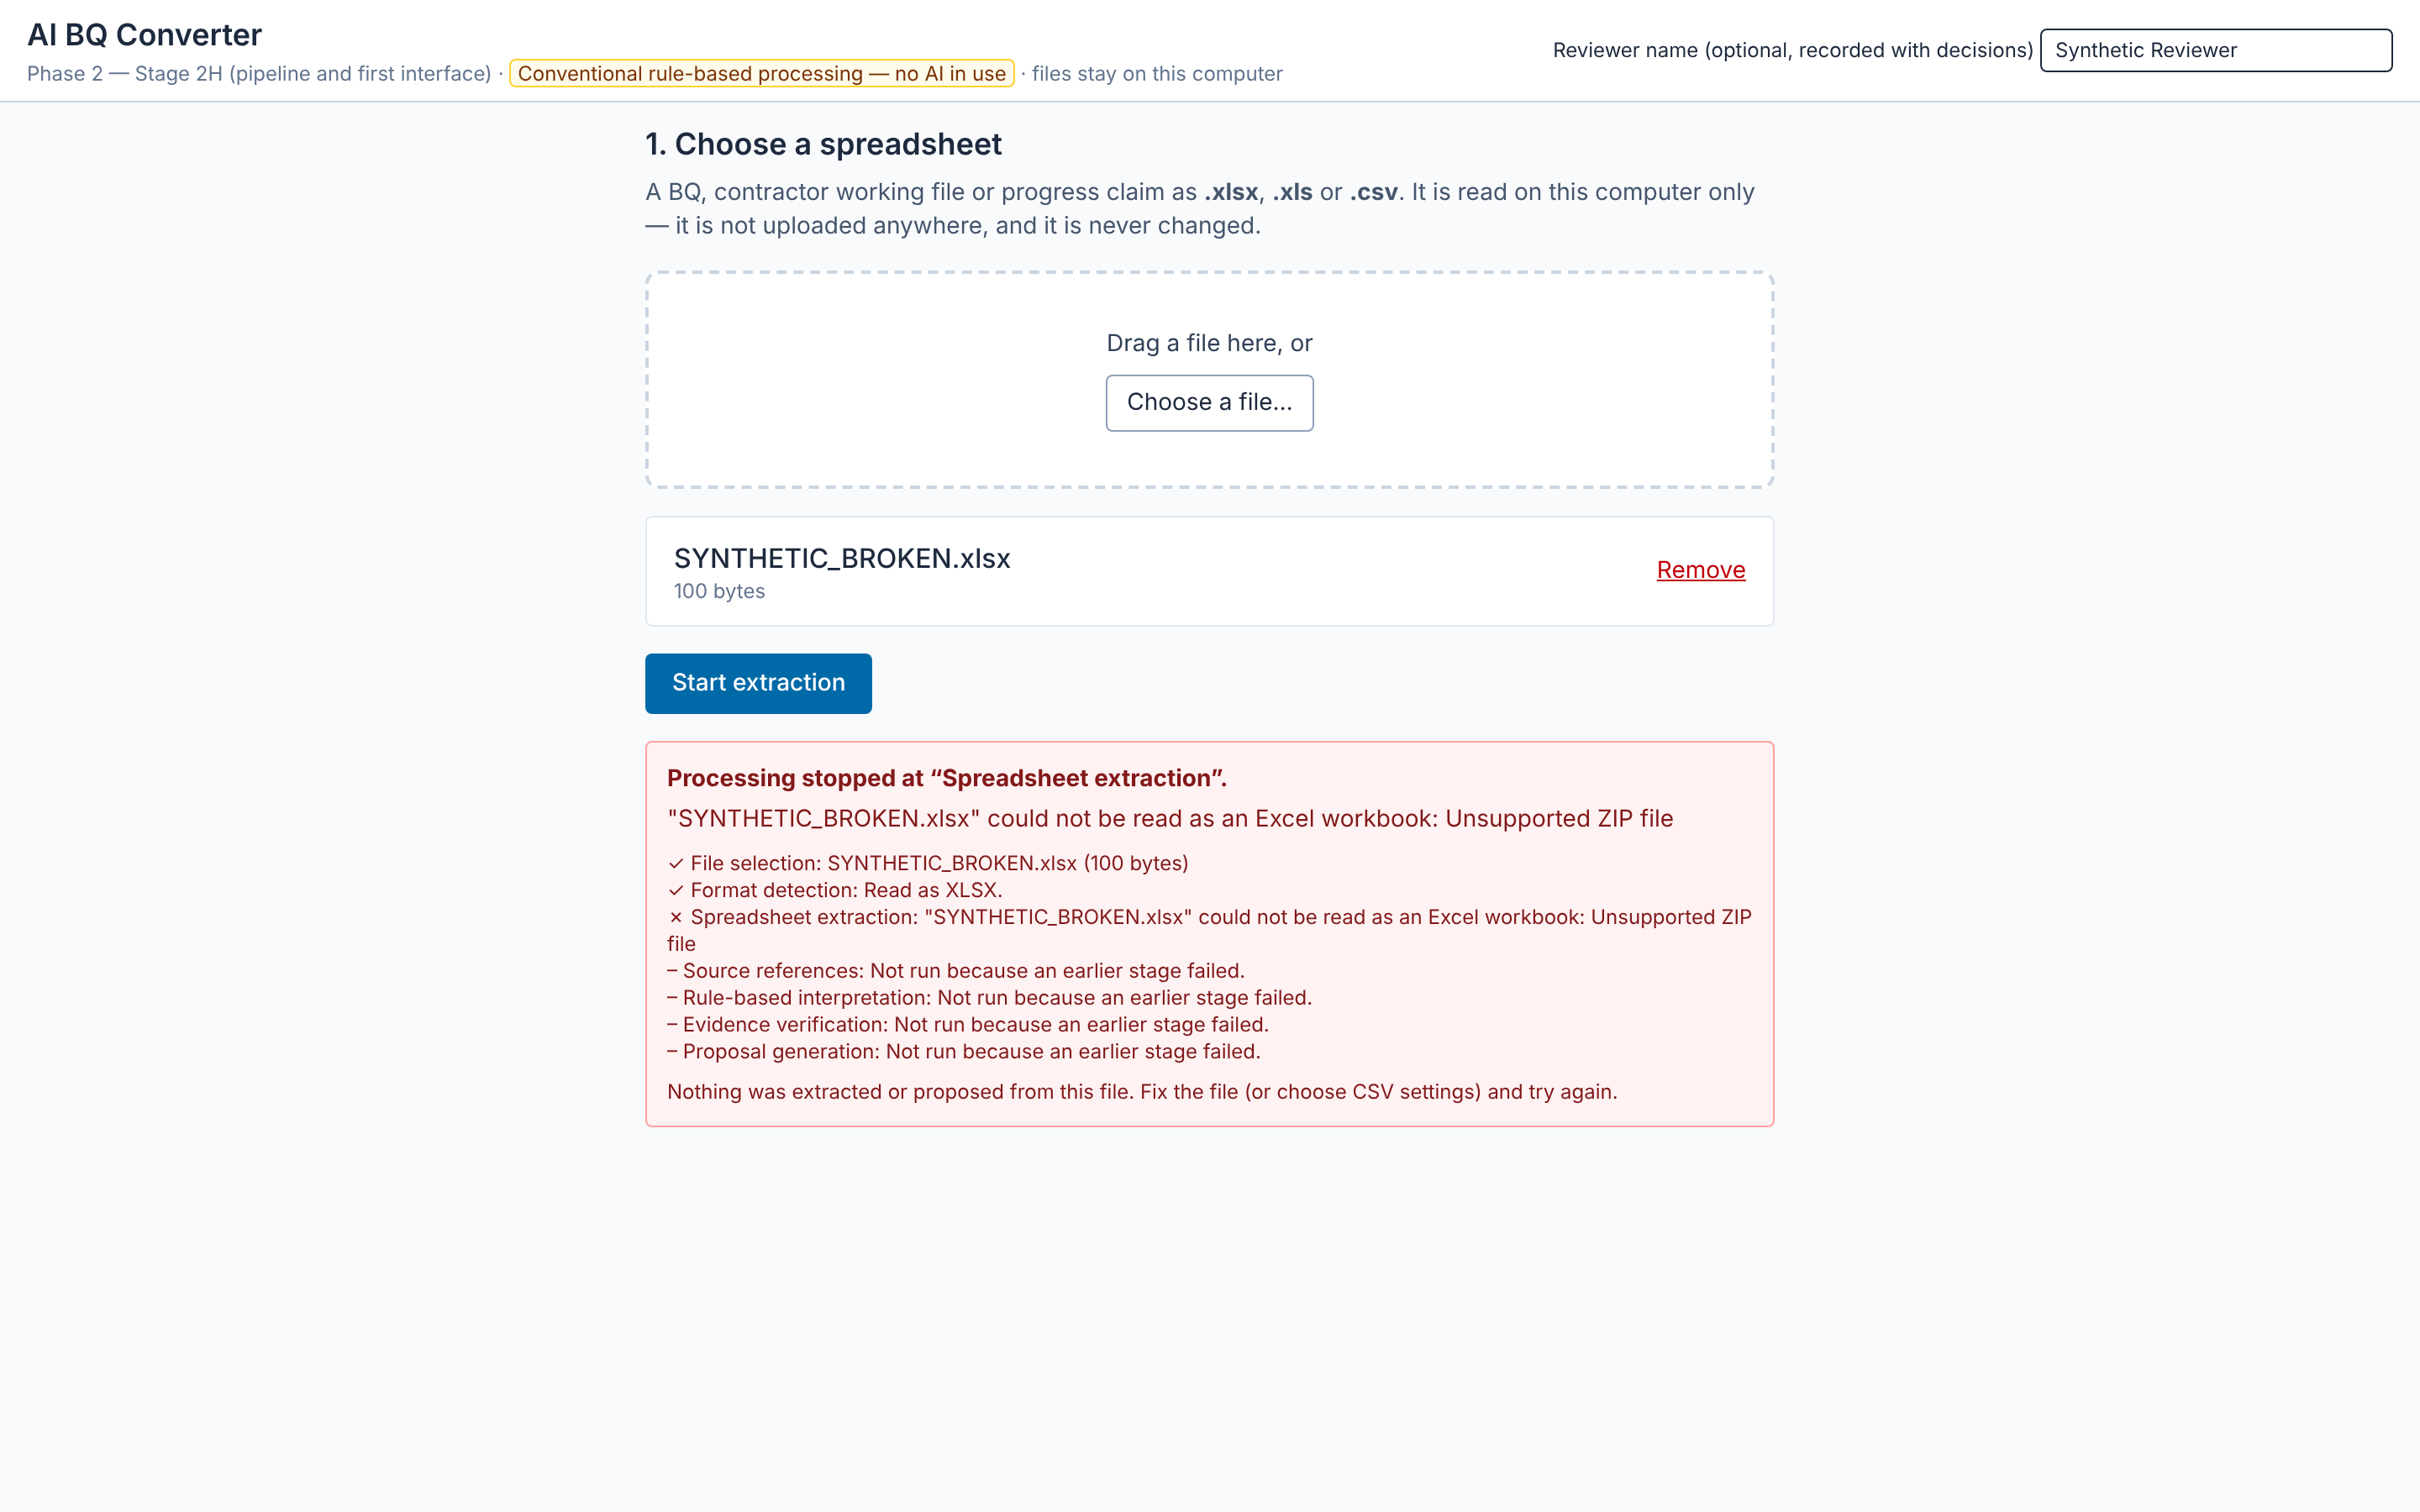 AI BQ Converter
Phase 2 — Stage 2H (pipeline and first interface) · Conventional rule-based processing — no AI in use · files stay on this computer
Reviewer name (optional, recorded with decisions) Synthetic Reviewer
1. Choose a spreadsheet
A BQ, contractor working file or progress claim as .xlsx, .xls or .csv. It is read on this computer only
— it is not uploaded anywhere, and it is never changed.
Drag a file here, or
Choose a file...
SYNTHETIC_BROKEN.xlsx
100 bytes
Remove
Start extraction
Processing stopped at “Spreadsheet extraction”.
"SYNTHETIC_BROKEN.xlsx" could not be read as an Excel workbook: Unsupported ZIP file
✓ File selection: SYNTHETIC_BROKEN.xlsx (100 bytes)
✓ Format detection: Read as XLSX.
× Spreadsheet extraction: "SYNTHETIC_BROKEN.xlsx" could not be read as an Excel workbook: Unsupported ZIP
file
– Source references: Not run because an earlier stage failed.
– Rule-based interpretation: Not run because an earlier stage failed.
– Evidence verification: Not run because an earlier stage failed.
– Proposal generation: Not run because an earlier stage failed.
Nothing was extracted or proposed from this file. Fix the file (or choose CSV settings) and try again.